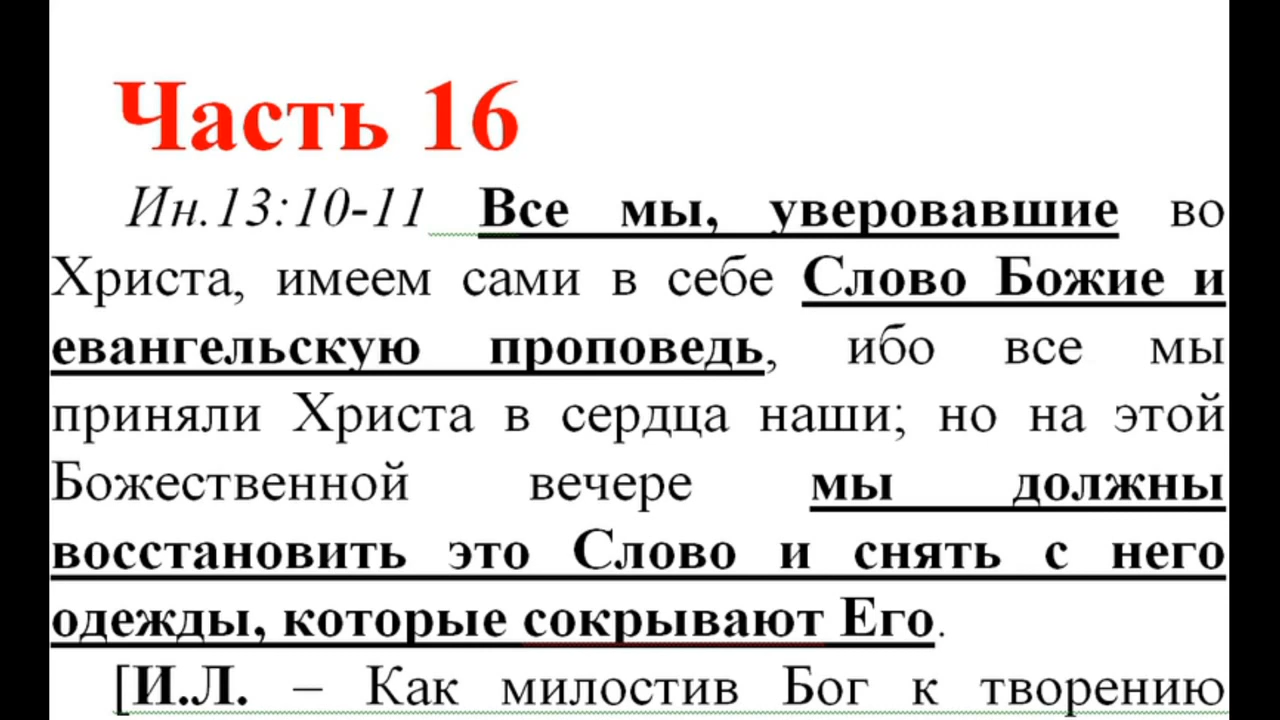 Часть 16
Ин.13:10-11 Все мы, уверовавшие во
Христа, имеем сами в себе Слово Божие и
евангельскую проповедь, ибо все мы
приняли Христа в сердца наши; но на этой
Божественной вечере мы должны
восстановить это Слово и снять с него
одежды, которые сокрывают Его.
[И.Л. – Как милостив Бог к творению